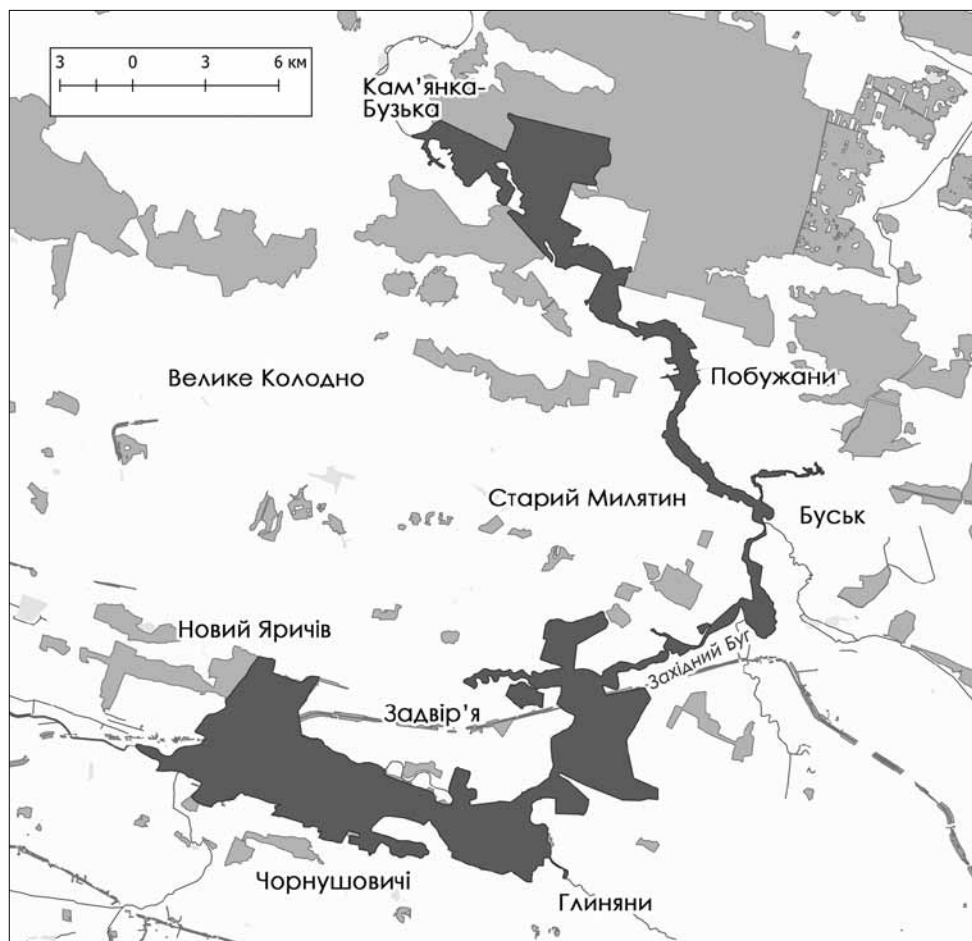 3 0 3 6 км
Кам’янка-
Бузька
Велике Колодно
Побужани
Старий Милятин
Буськ
Новий Яричів
Західний Буг
Задвір’я
Чорнушовичі
Глиняни